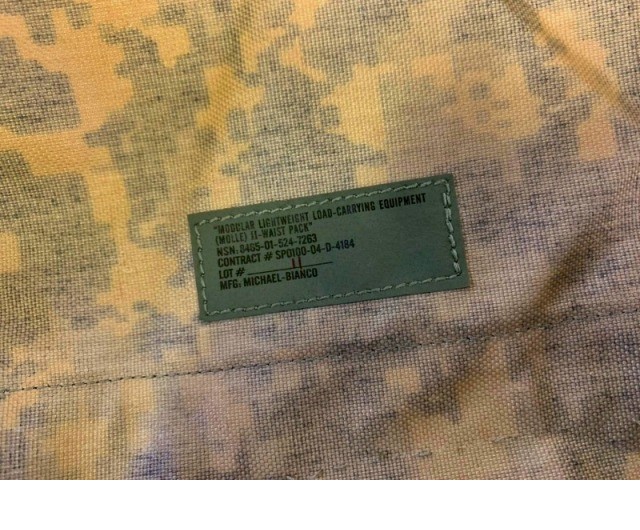 "MODULAR LIGHTWEIGHT LOAD-CARRYING EQUIPMENT
(MOLLE) II-WAIST PACK"
NSN: 8465-01-524-7263
CONTRACT # SPO100-04-D-4184
LOT # 11
MFG: MICHAEL-BIANCO